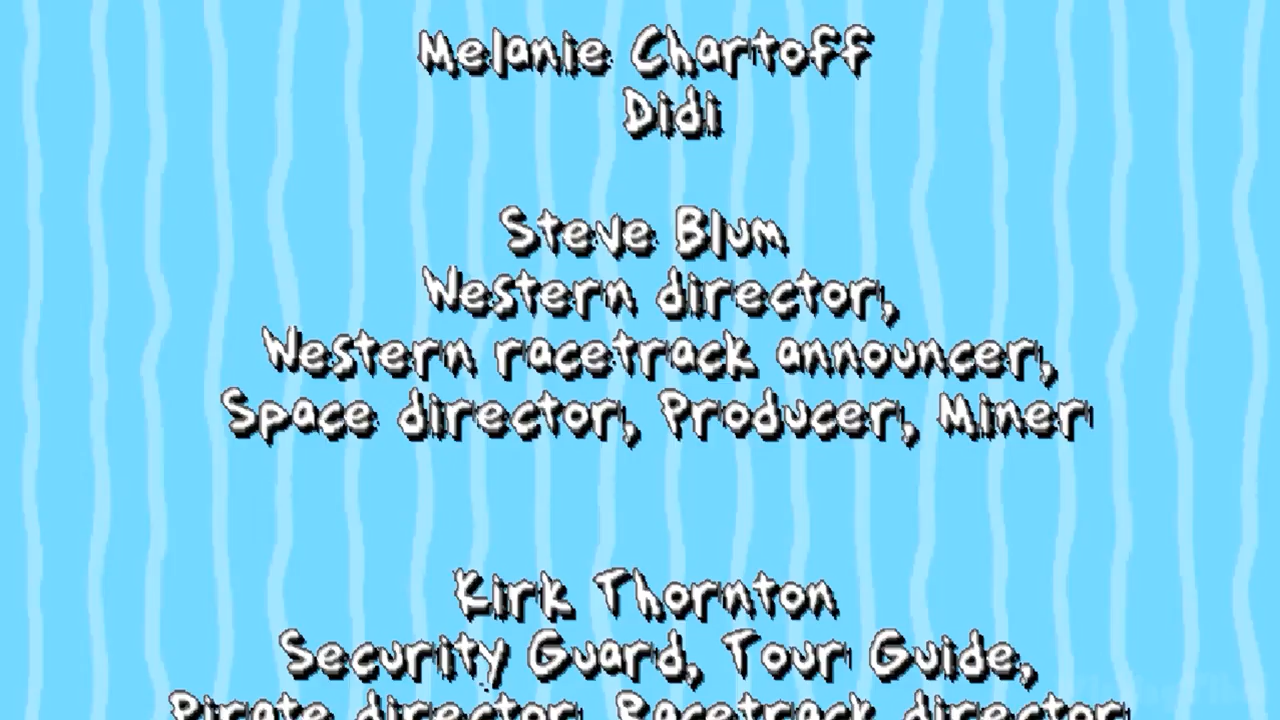 Melanie Chartoff
Didi
Steve Blum
Western director,
Western racetrack announcer,
Space director, Producer, Miner
Kirk Thornton
Security Guard, Tour Guide,
Pirate director, Racetrack director,